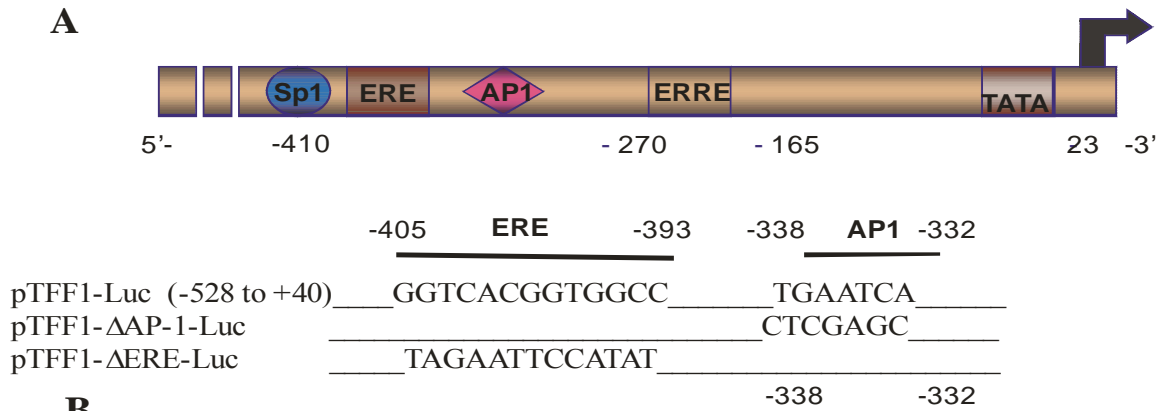 A
Sp1 ERE AP1 ERRE TATA
5'- -410 - 270 - 165 23 -3'
-405 ERE -393 -338 AP1 -332
pTFF1-Luc (-528 to +40)____GGTCACGGTGGCC_______TGAATCA______
pTFF1-ΔAP-1-Luc ______________________CTCGAGC______
pTFF1-ΔERE-Luc _____TAGAATTCCATAT____________________
-338 -332
B